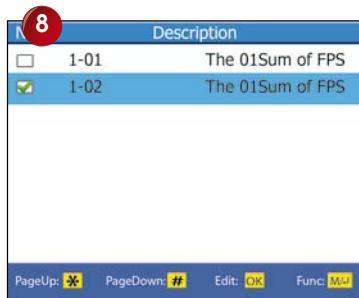 8
Description
1-01 The 01Sum of FPS
1-02 The 01Sum of FPS
PageUp: * PageDown: # Edit: OK Func: M/↵